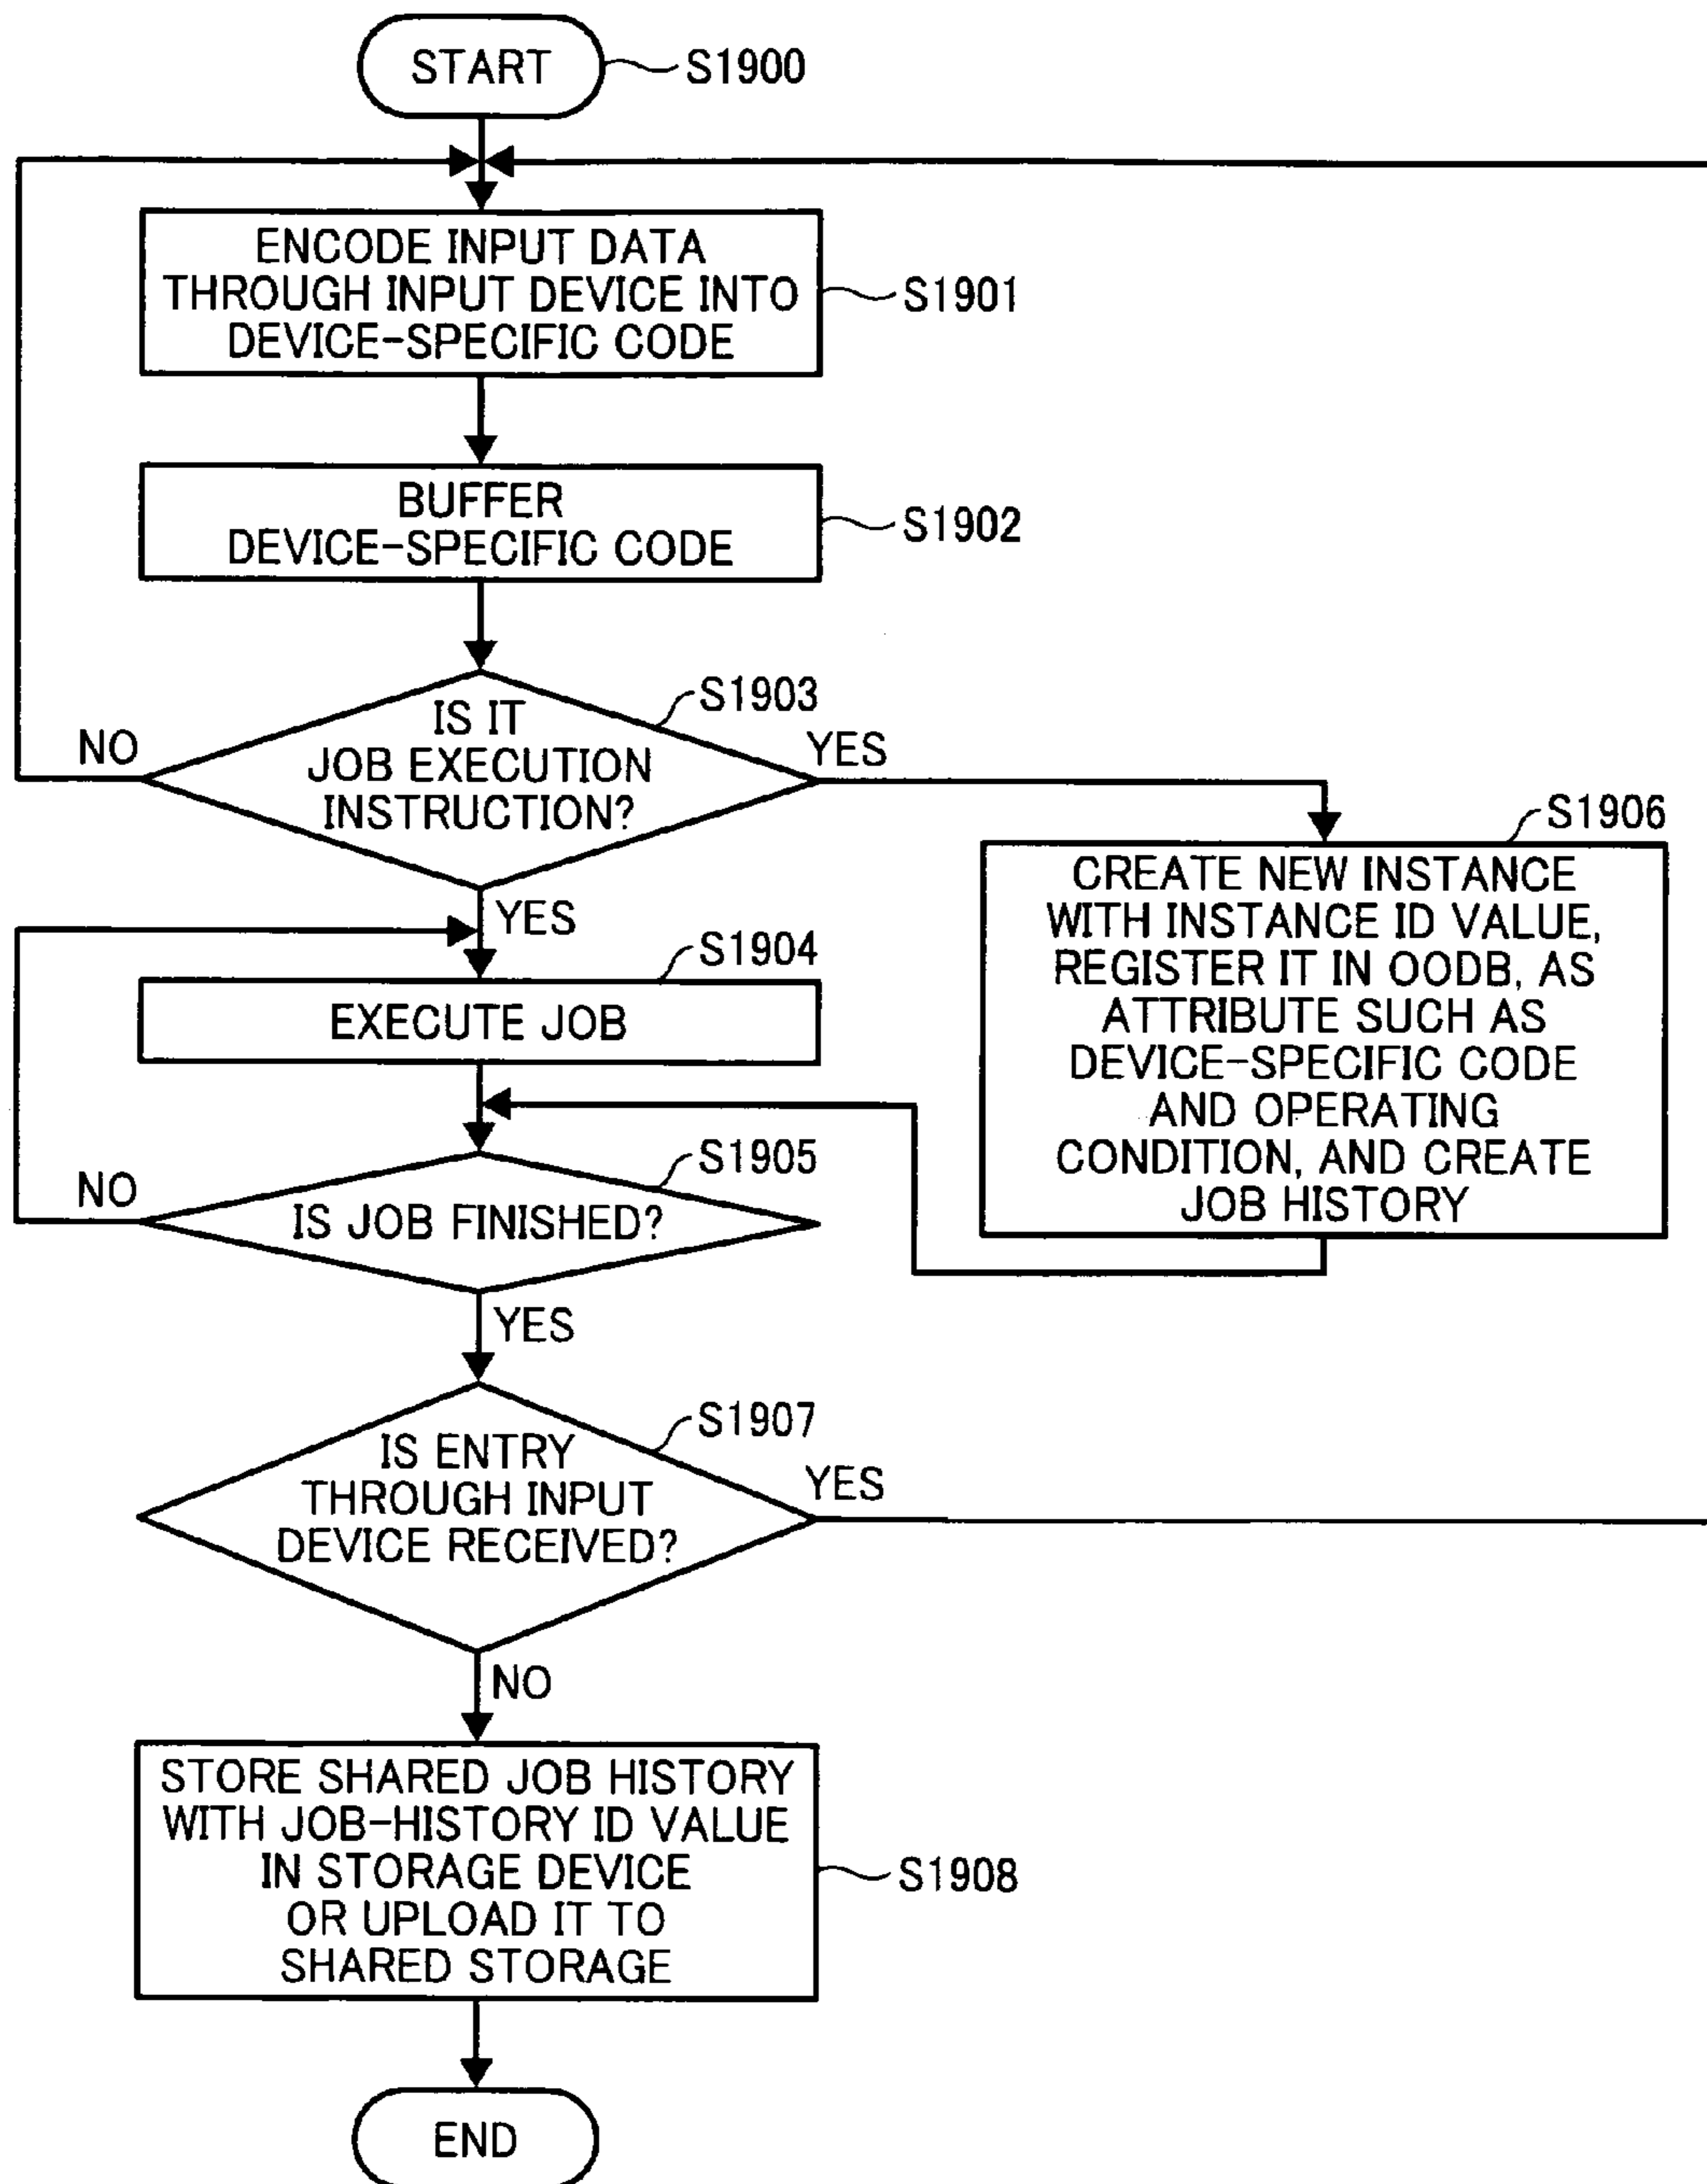 START
S1900
ENCODE INPUT DATA
THROUGH INPUT DEVICE INTO
DEVICE-SPECIFIC CODE
S1901
BUFFER
DEVICE-SPECIFIC CODE
S1902
S1903
IS IT
JOB EXECUTION
INSTRUCTION?
NO
YES
YES
S1906
CREATE NEW INSTANCE
WITH INSTANCE ID VALUE,
REGISTER IT IN OODB, AS
ATTRIBUTE SUCH AS
DEVICE-SPECIFIC CODE
AND OPERATING
CONDITION, AND CREATE
JOB HISTORY
S1904
EXECUTE JOB
S1905
NO
IS JOB FINISHED?
YES
S1907
IS ENTRY
THROUGH INPUT
DEVICE RECEIVED?
YES
NO
STORE SHARED JOB HISTORY
WITH JOB-HISTORY ID VALUE
IN STORAGE DEVICE
OR UPLOAD IT TO
SHARED STORAGE
S1908
END